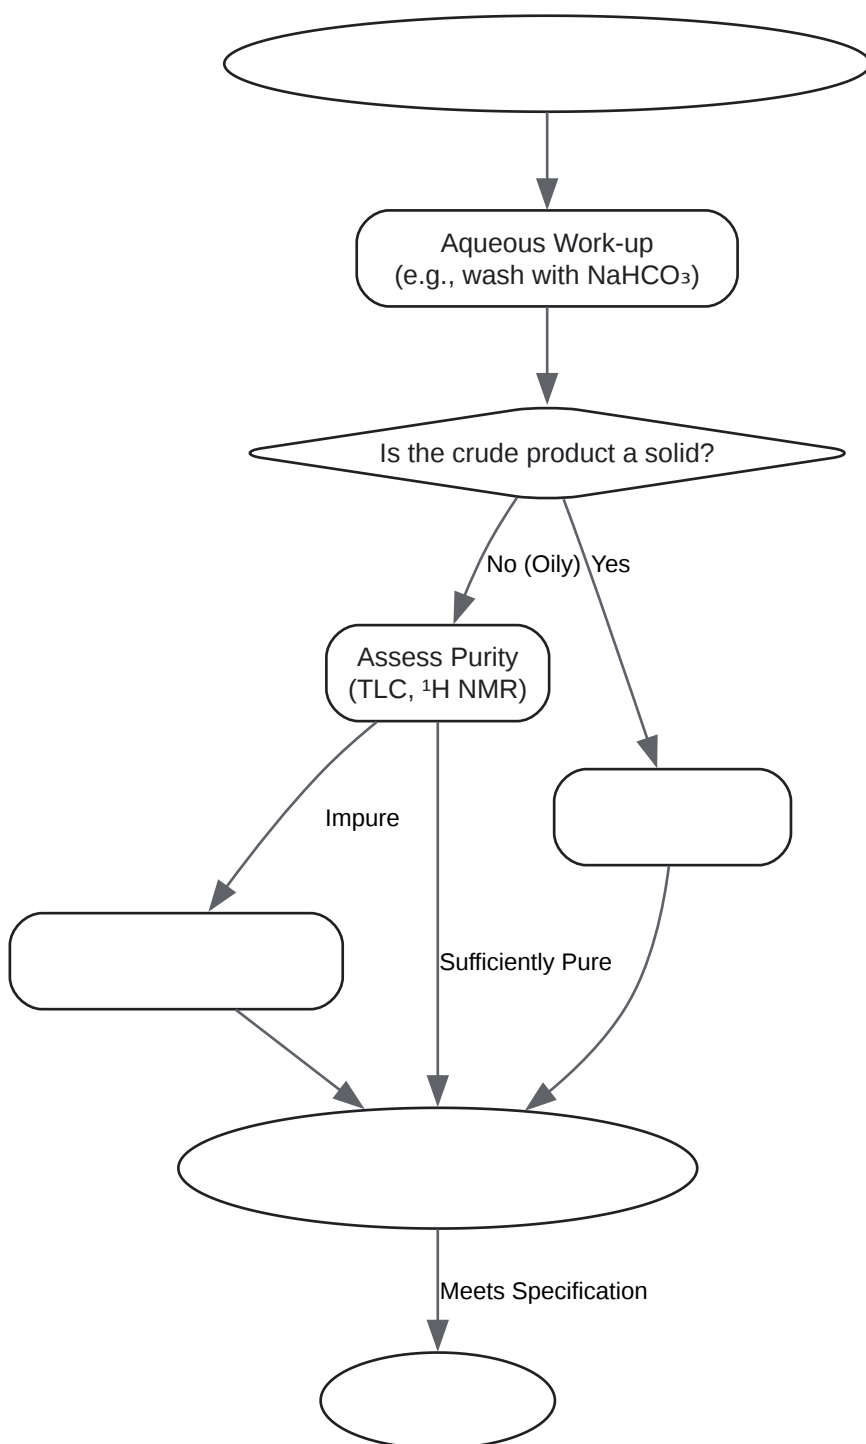 Aqueous Work-up
(e.g., wash with NaHCO₃)
Is the crude product a solid?
No (Oily)
Yes
Assess Purity
(TLC, ¹H NMR)
Impure
Sufficiently Pure
Meets Specification